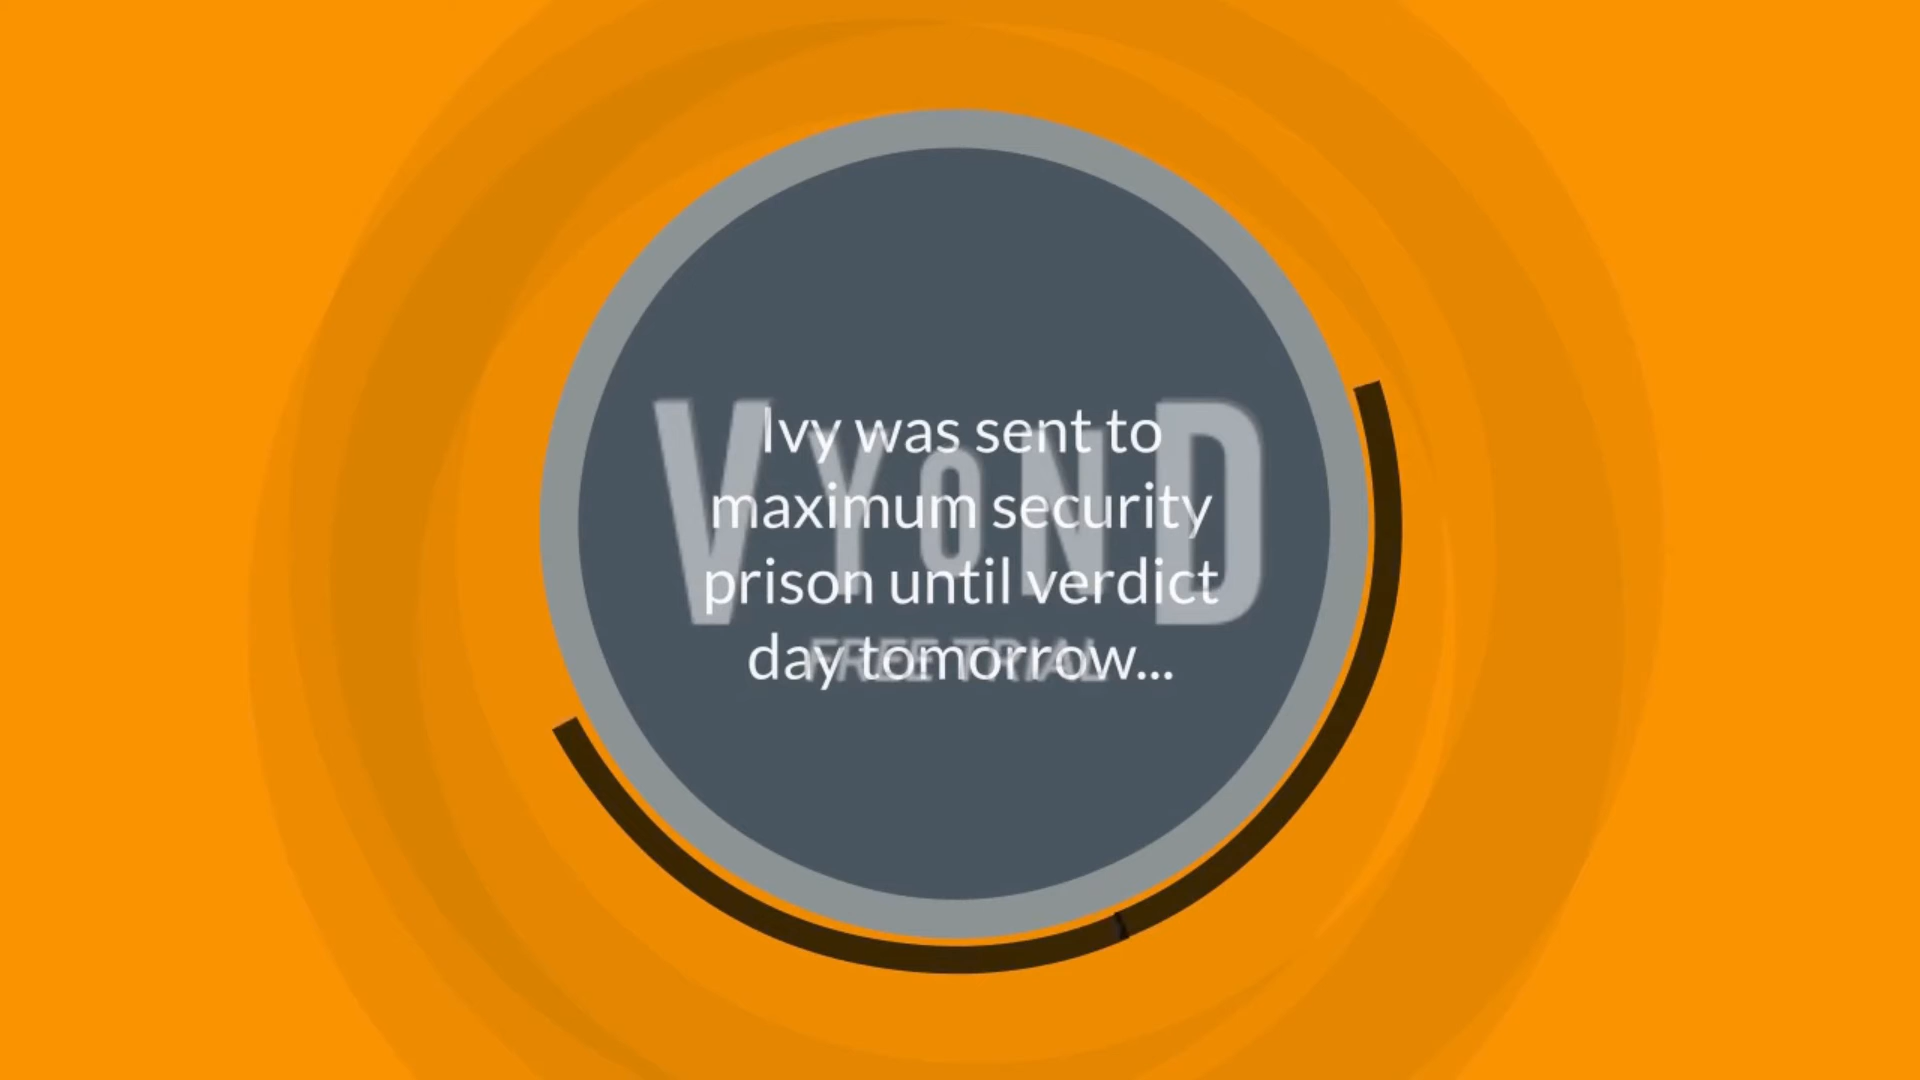 Ivy was sent to
maximum security
prison until verdict
day tomorrow...
VYOND
FREE TRIAL